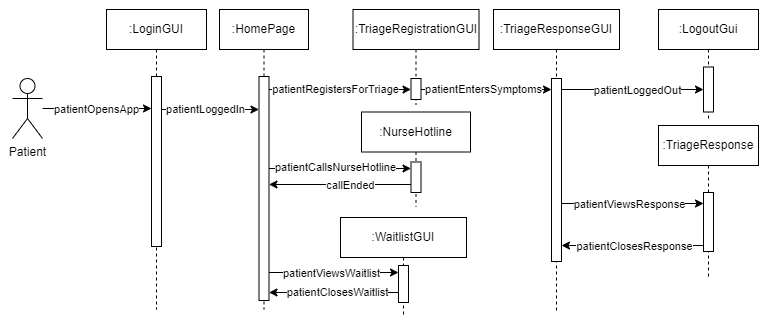 :LoginGUI
:HomePage
:TriageRegistrationGUI
:TriageResponseGUI
:LogoutGui
patientRegistersForTriage
patientEntersSymptoms
patientLoggedOut
patientOpensApp
patientLoggedIn
:NurseHotline
Patient
:TriageResponse
patientCallsNurseHotline
callEnded
patientViewsResponse
:WaitlistGUI
patientClosesResponse
patientViewsWaitlist
patientClosesWaitlist